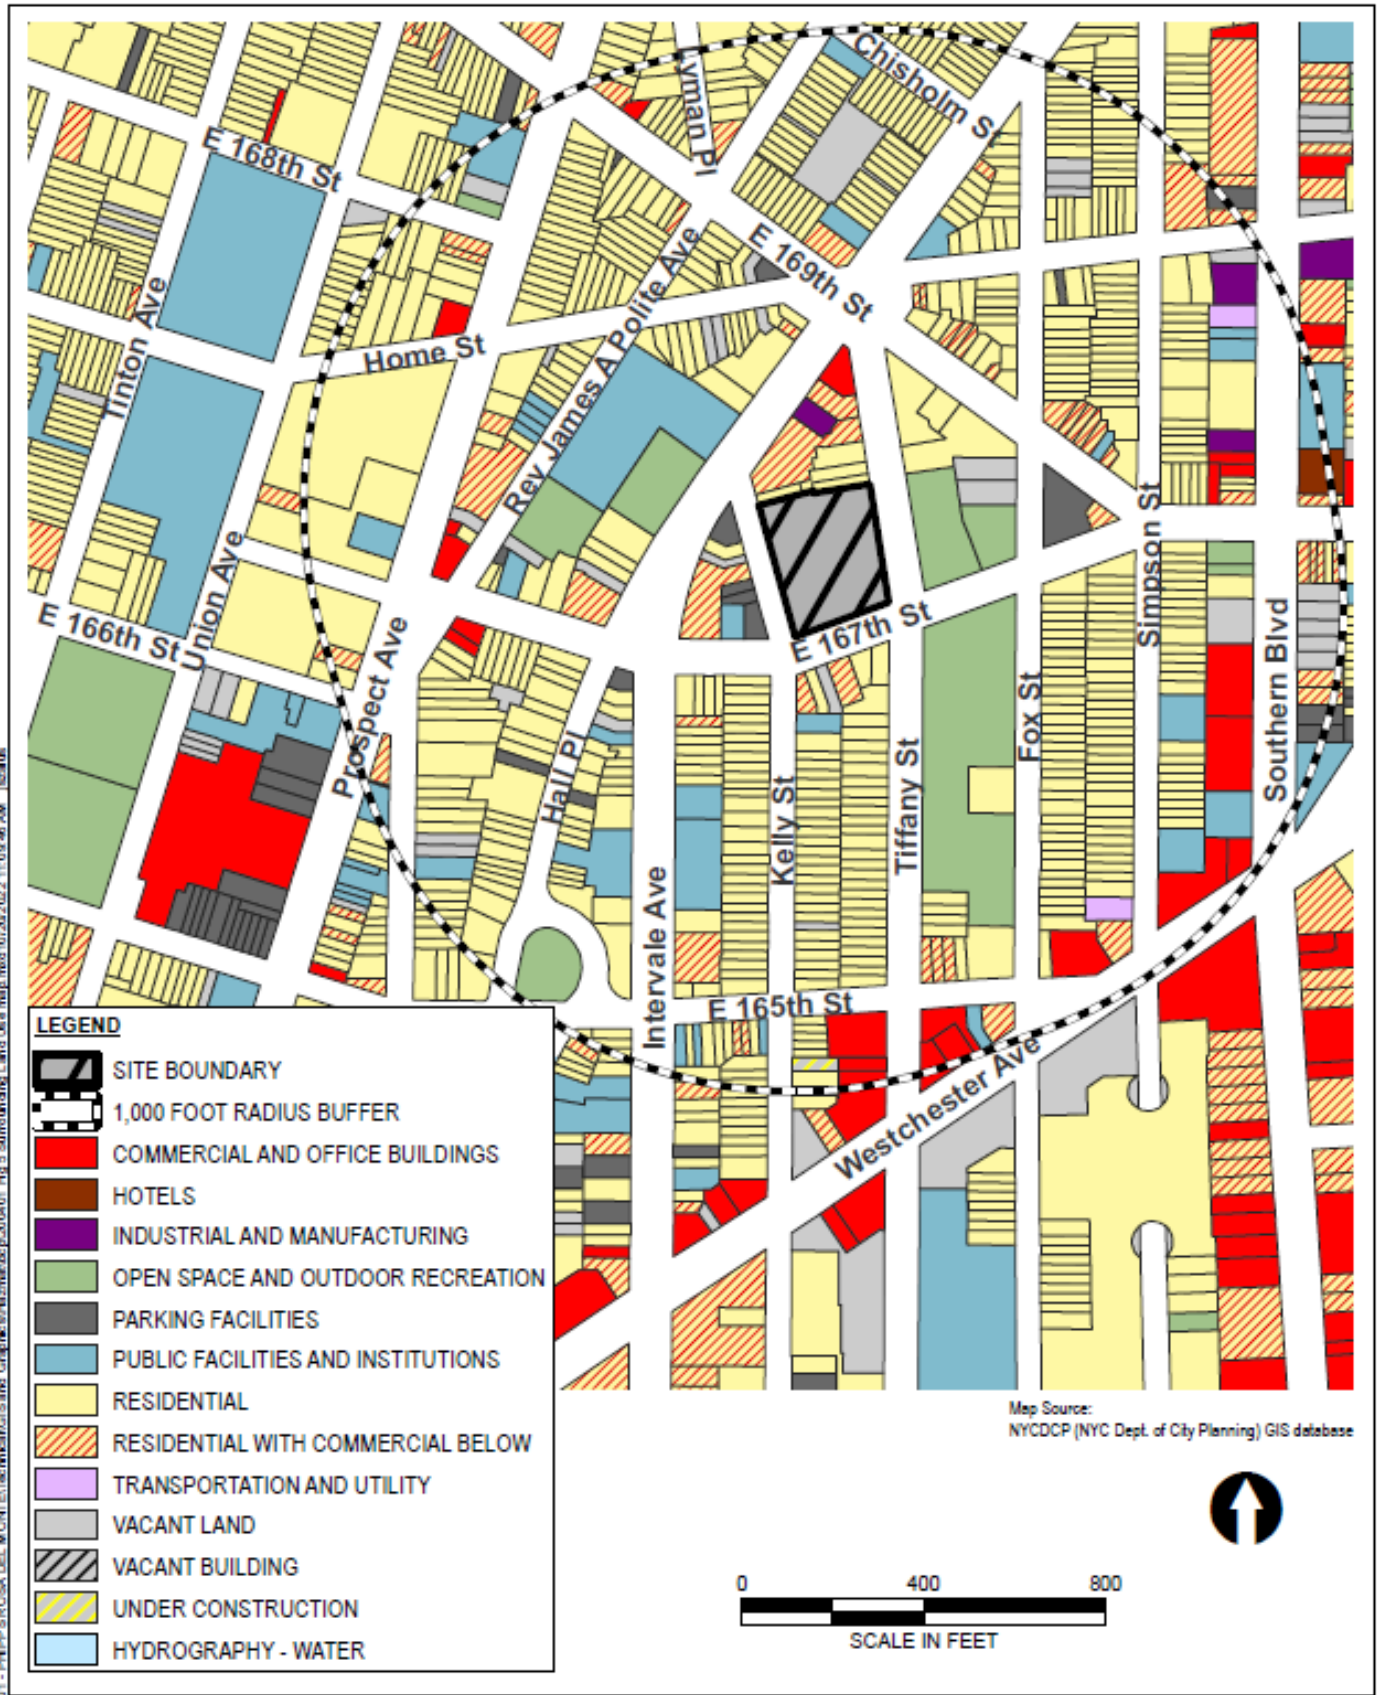 Lyman Pl
Chisholm St
E 168th St
E 169th St
Rev James A Polite Ave
Tinton Ave
Home St
Union Ave
Simpson St
E 166th St
E 167th St
Prospect Ave
Fox St
Southern Blvd
Hall Pl
Kelly St
Tiffany St
Intervale Ave
E 165th St
Westchester Ave
LEGEND
SITE BOUNDARY
1,000 FOOT RADIUS BUFFER
COMMERCIAL AND OFFICE BUILDINGS
HOTELS
INDUSTRIAL AND MANUFACTURING
OPEN SPACE AND OUTDOOR RECREATION
PARKING FACILITIES
PUBLIC FACILITIES AND INSTITUTIONS
RESIDENTIAL
RESIDENTIAL WITH COMMERCIAL BELOW
TRANSPORTATION AND UTILITY
VACANT LAND
VACANT BUILDING
UNDER CONSTRUCTION
HYDROGRAPHY - WATER
Map Source:
NYCDCP (NYC Dept. of City Planning) GIS database
0 400 800
SCALE IN FEET